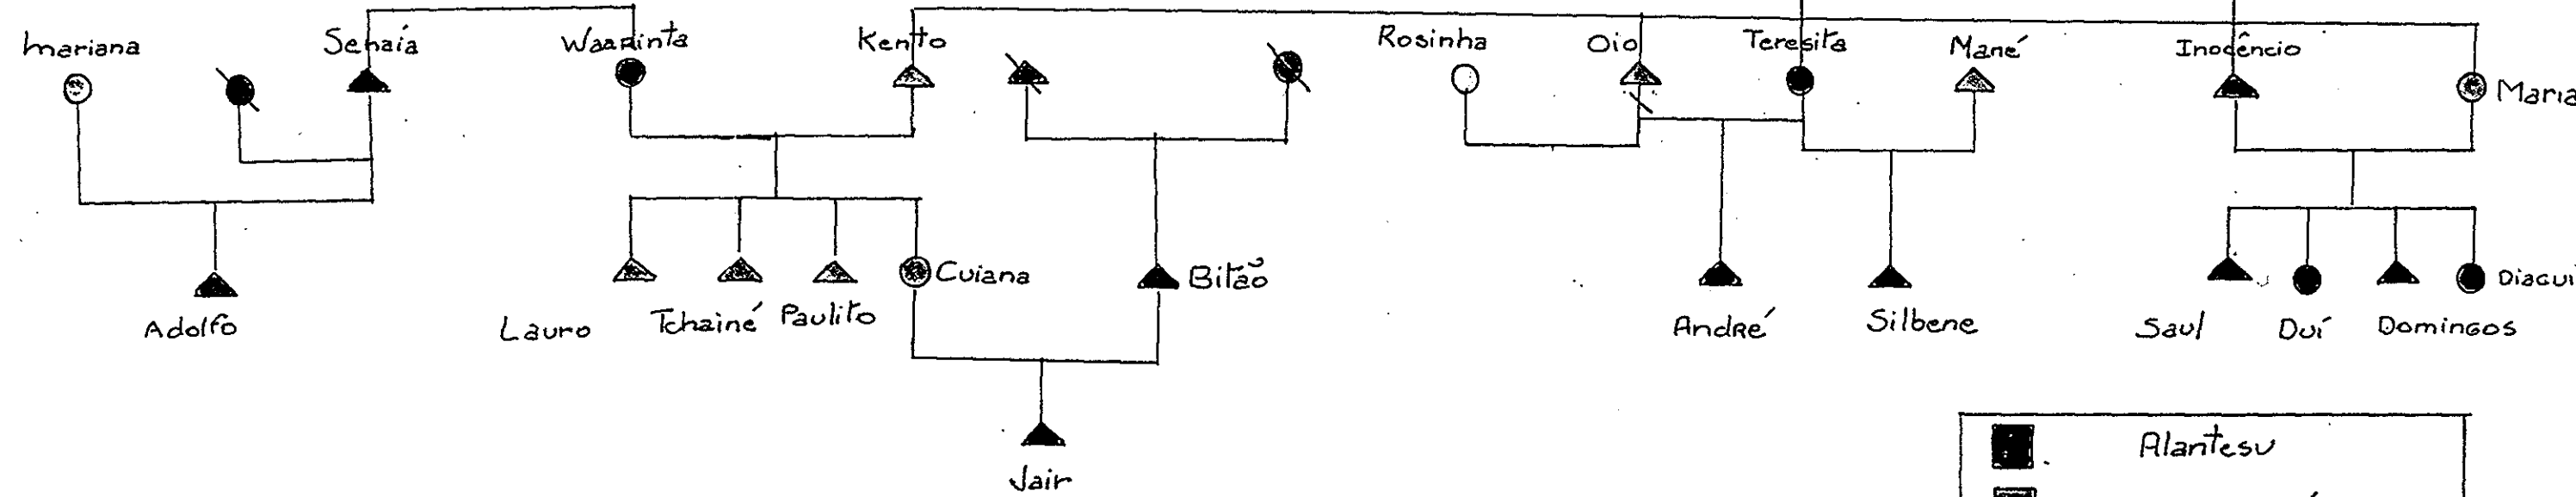 Mariana
Senaía
Waarinta
Kento
Rosinha
Oio
Teresita
Mané
Inocêncio
Maria
Cuiana
Bitão
Diacui
Adolfo
Lauro
Tchainé
Paulito
André
Silbene
Saul
Duí
Domingos
Jair
Alantesu